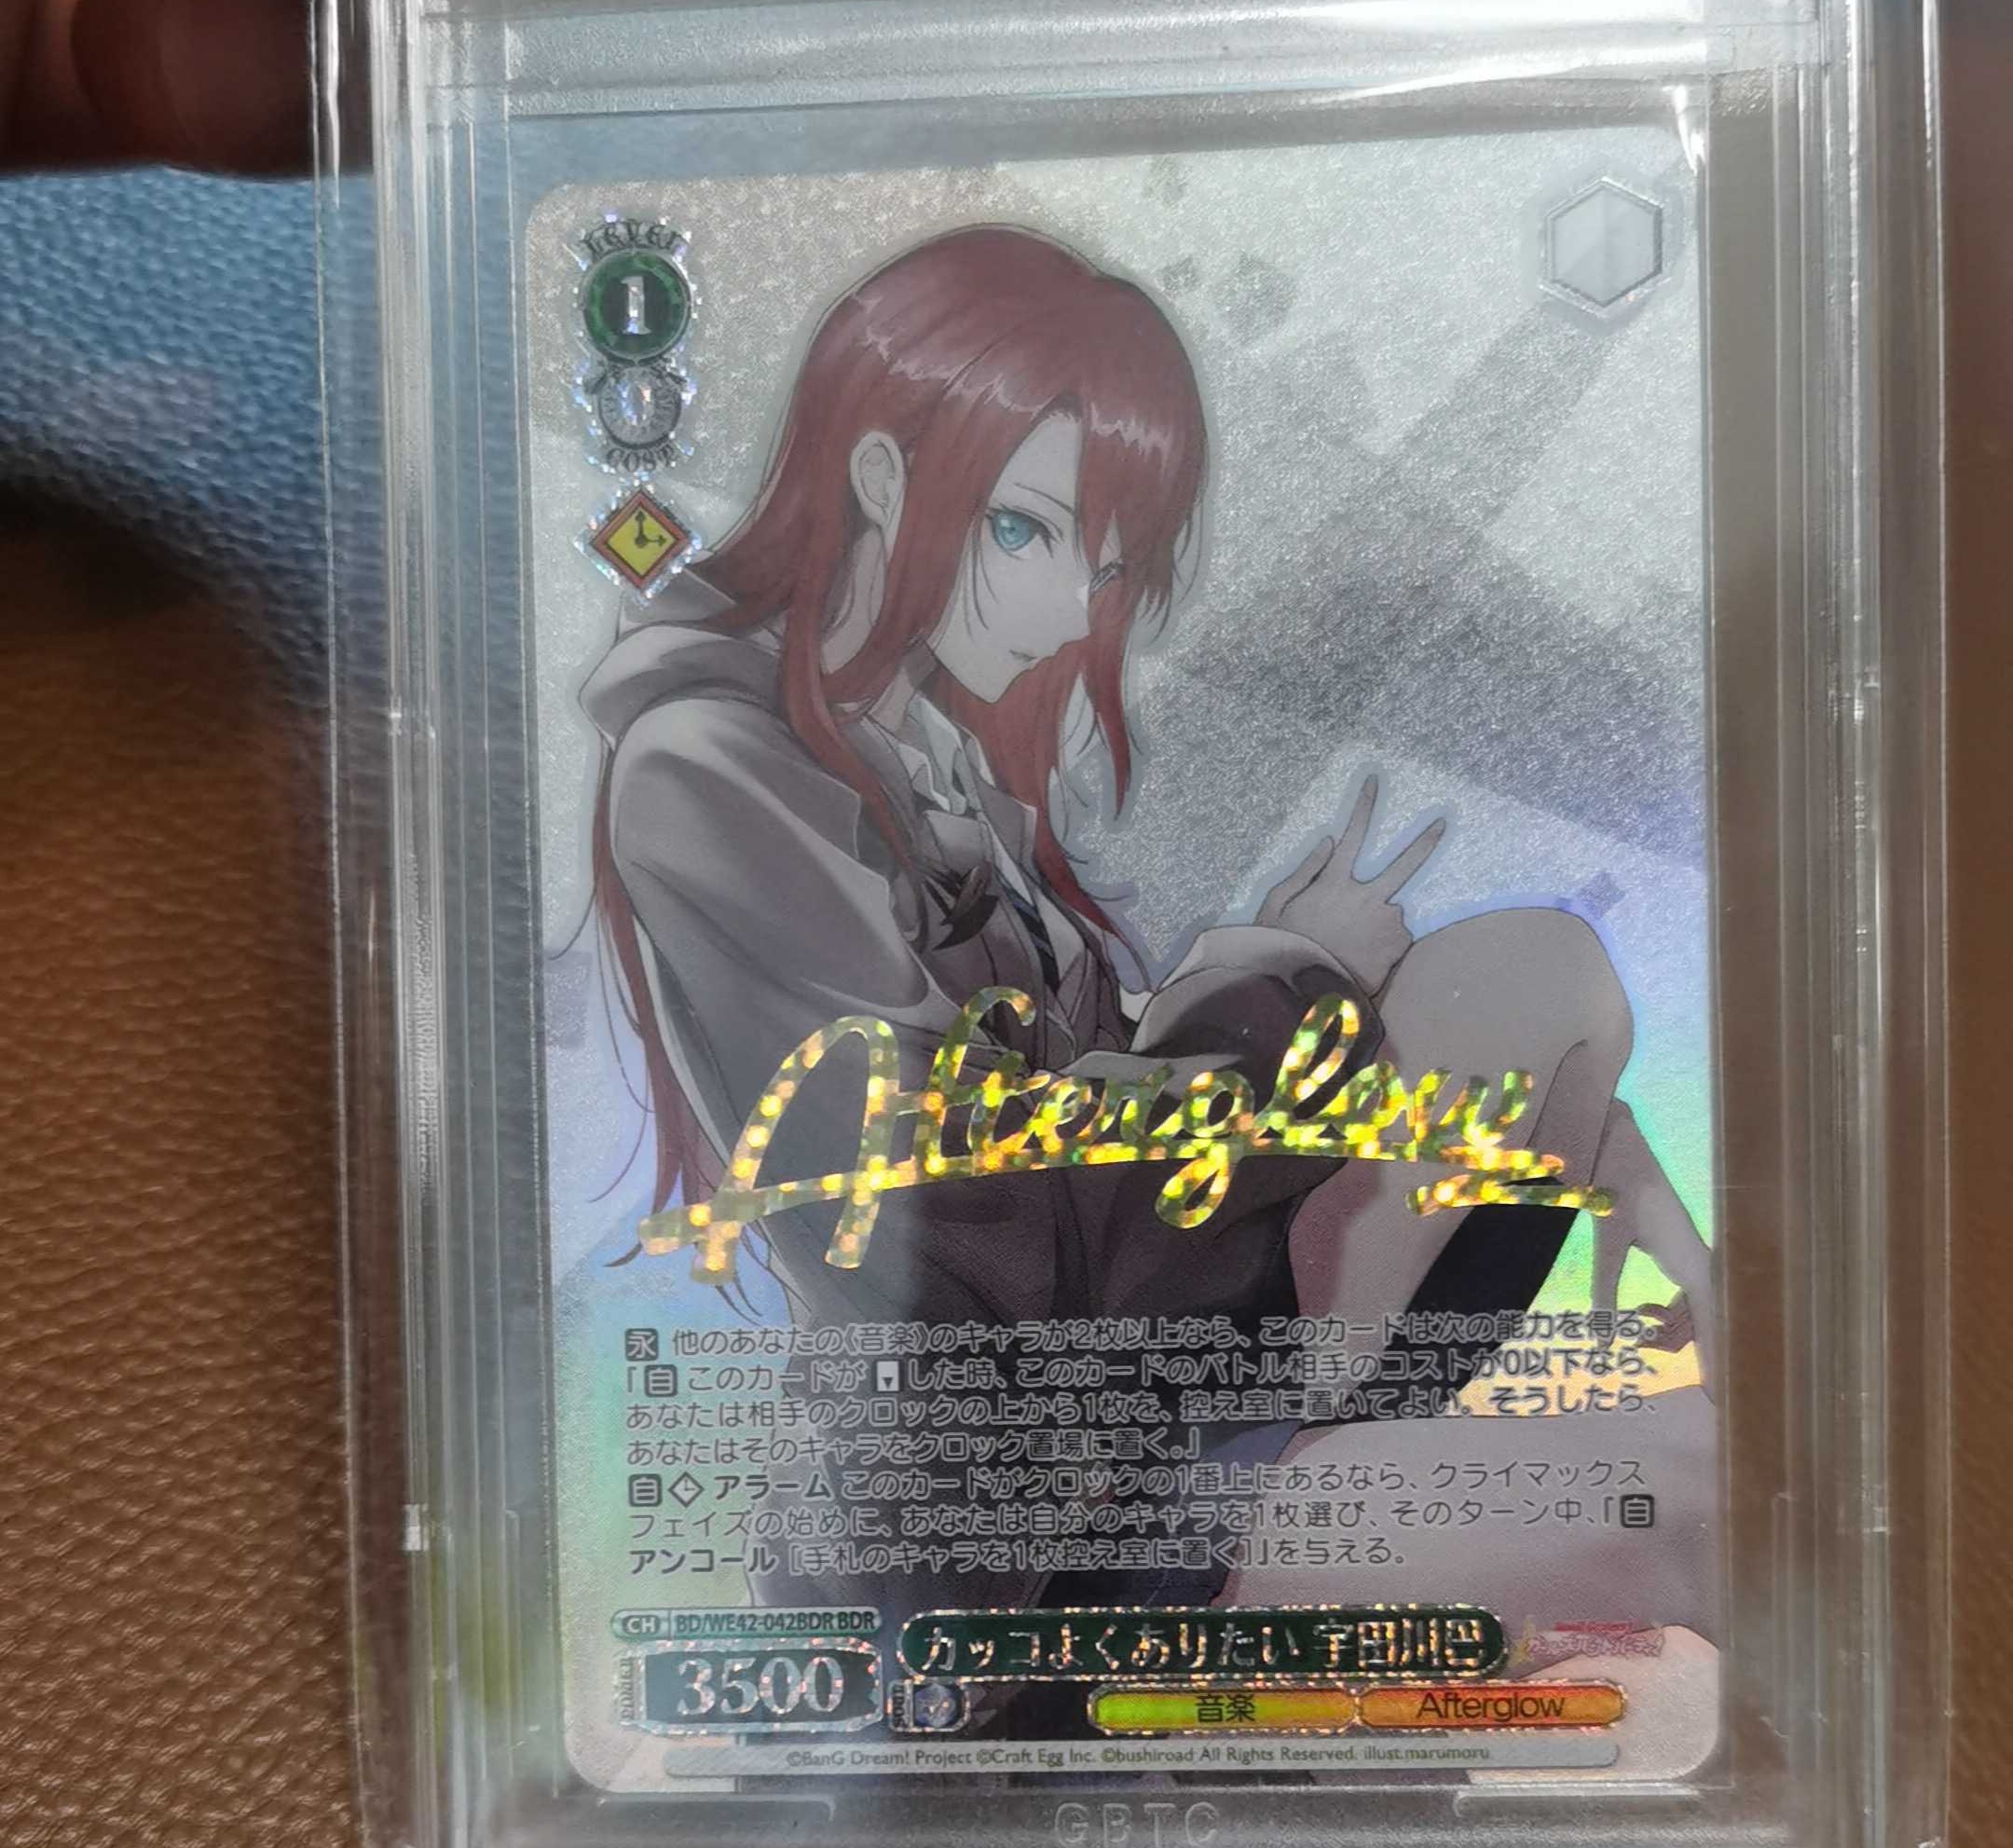 LEVEL
1
0
COST
Afterglow
永 他のあなたの《音楽》のキャラが2枚以上なら、このカードは次の能力を得る。
「自 このカードが した時、このカードのバトル相手のコストが0以下なら、
あなたは相手のクロックの上から1枚を、控え室に置いてよい。そうしたら、
あなたはそのキャラをクロック置場に置く。」
自 アラーム このカードがクロックの1番上にあるなら、クライマックス
フェイズの始めに、あなたは自分のキャラを1枚選び、そのターン中、「自
アンコール [手札のキャラを1枚控え室に置く]」を与える。
CH BD/WE42-042BDR BDR
カッコよくありたい 宇田川巴
POWER 3500
音楽 Afterglow
©BanG Dream! Project ©Craft Egg Inc. ©bushiroad All Rights Reserved. illust.marumoru
GBTC